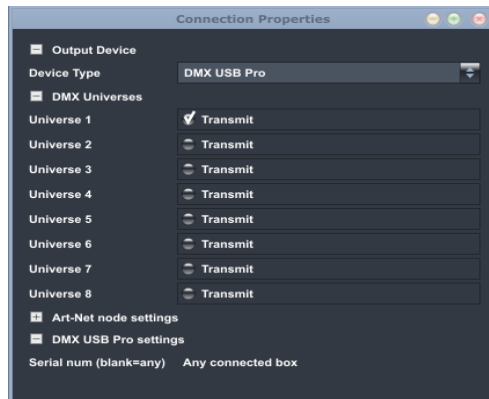 Connection Properties
Output Device
Device Type DMX USB Pro
DMX Universes
Universe 1 Transmit
Universe 2 Transmit
Universe 3 Transmit
Universe 4 Transmit
Universe 5 Transmit
Universe 6 Transmit
Universe 7 Transmit
Universe 8 Transmit
Art-Net node settings
DMX USB Pro settings
Serial num (blank=any) Any connected box